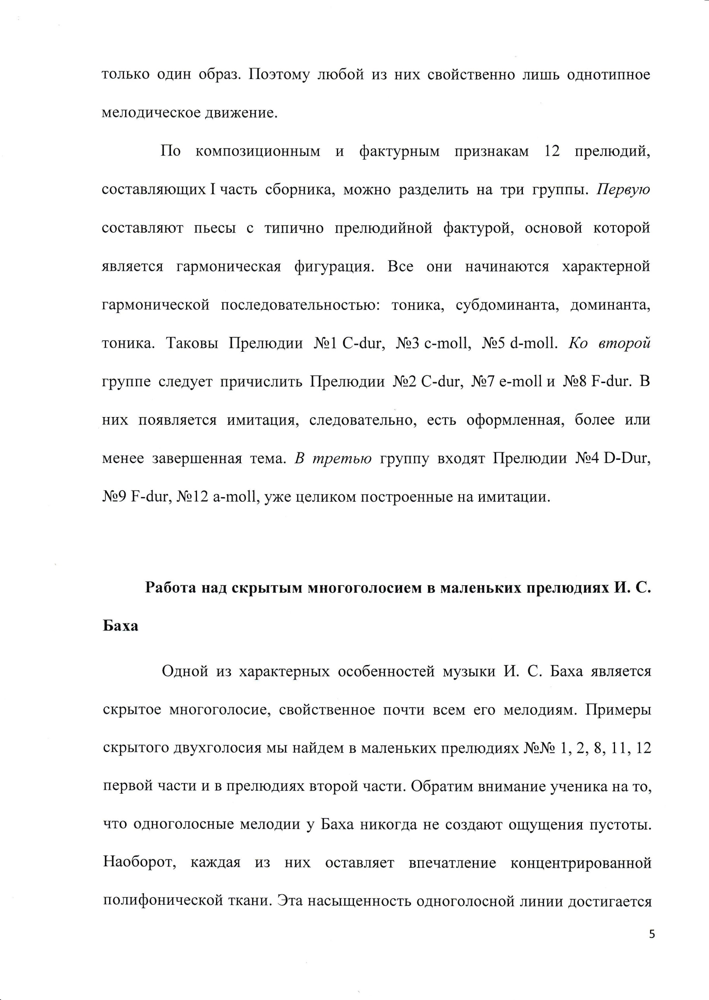 только один образ. Поэтому любой из них свойственно лишь однотипное
мелодическое движение.
По композиционным и фактурным признакам 12 прелюдий,
составляющих I часть сборника, можно разделить на три группы. Первую
составляют пьесы с типично прелюдийной фактурой, основой которой
является гармоническая фигурация. Все они начинаются характерной
гармонической последовательностью: тоника, субдоминанта, доминанта,
тоника. Таковы Прелюдии №1 C-dur, №3 c-moll, №5 d-moll. Ко второй
группе следует причислить Прелюдии №2 C-dur, №7 e-moll и №8 F-dur. В
них появляется имитация, следовательно, есть оформленная, более или
менее завершенная тема. В третью группу входят Прелюдии №4 D-Dur,
№9 F-dur, №12 a-moll, уже целиком построенные на имитации.
Работа над скрытым многоголосием в маленьких прелюдиях И. С.
Баха
Одной из характерных особенностей музыки И. С. Баха является
скрытое многоголосие, свойственное почти всем его мелодиям. Примеры
скрытого двухголосия мы найдем в маленьких прелюдиях №№ 1, 2, 8, 11, 12
первой части и в прелюдиях второй части. Обратим внимание ученика на то,
что одноголосные мелодии у Баха никогда не создают ощущения пустоты.
Наоборот, каждая из них оставляет впечатление концентрированной
полифонической ткани. Эта насыщенность одноголосной линии достигается
5